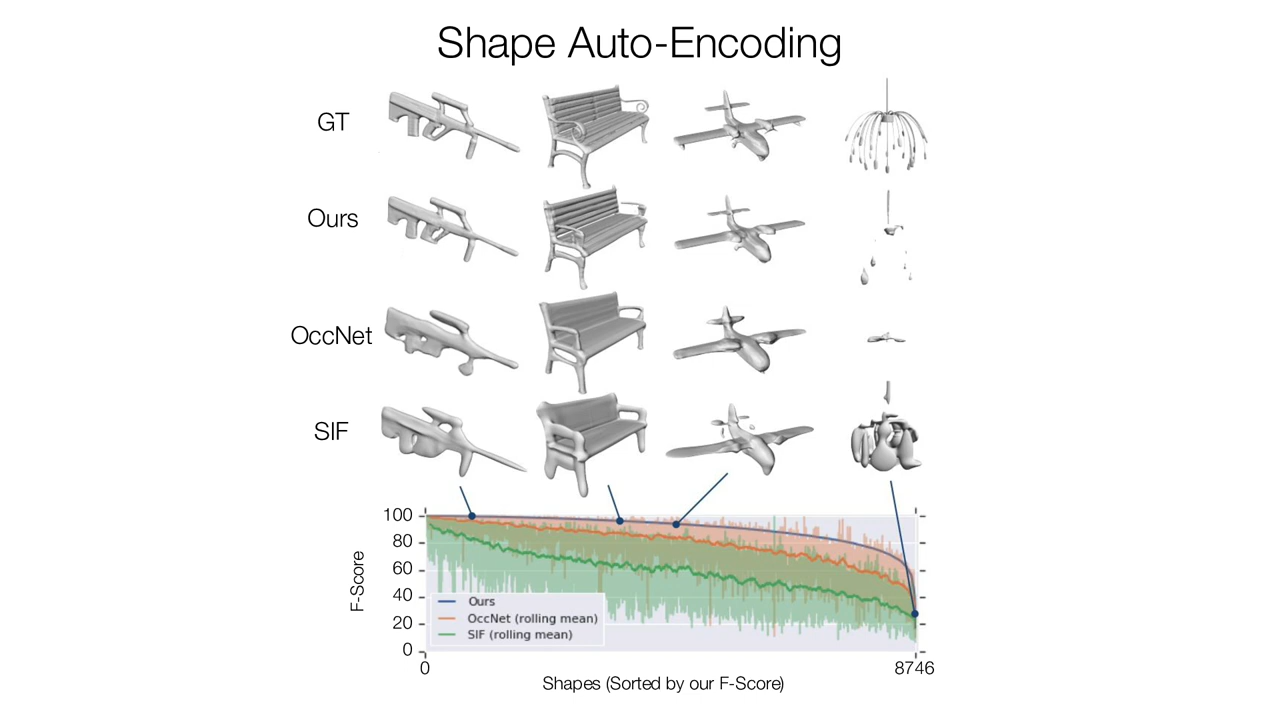 Shape Auto-Encoding
GT
Ours
OccNet
SIF
100
80
60
40
20
0
F-Score
Ours
OccNet (rolling mean)
SIF (rolling mean)
0
8746
Shapes (Sorted by our F-Score)